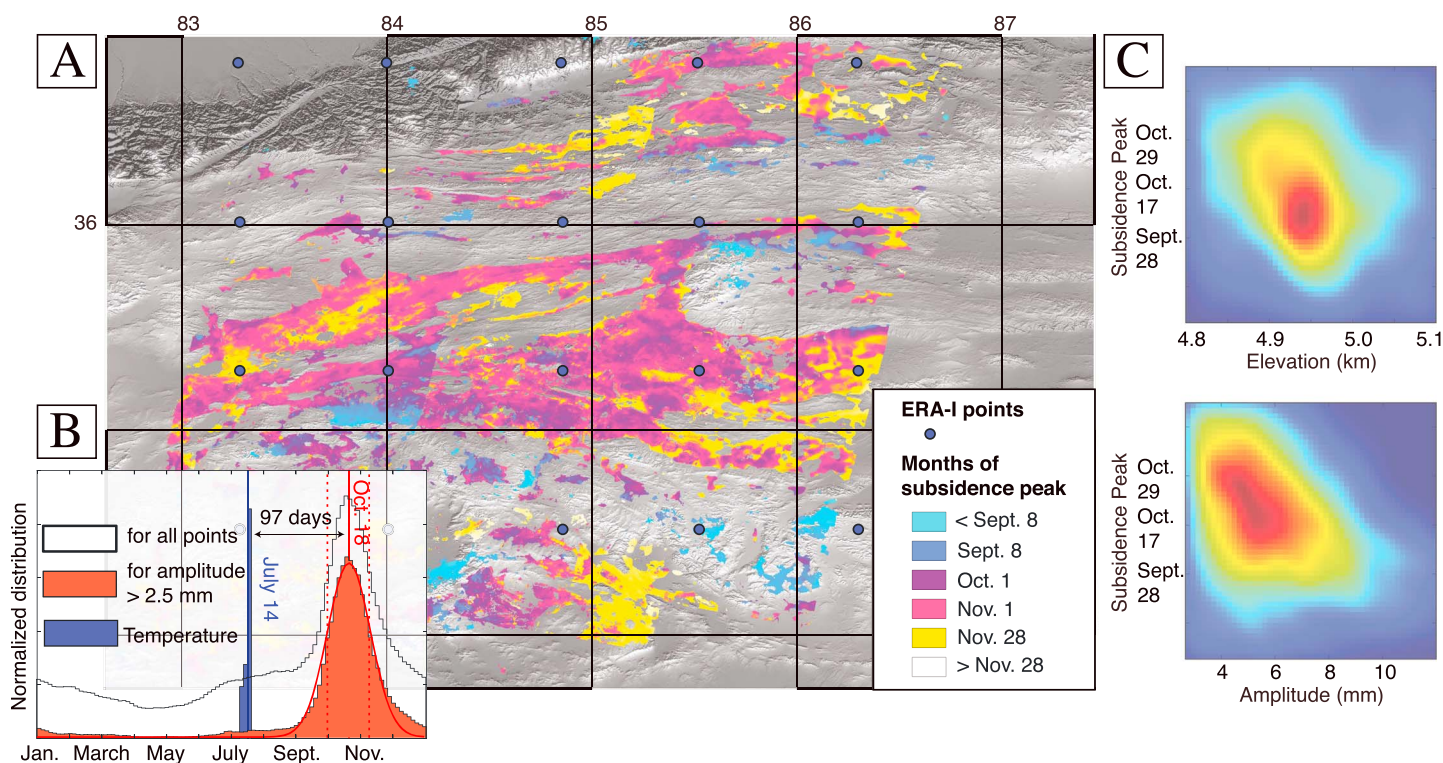 83 84 85 86 87
A
36
B
Normalized distribution
for all points
for amplitude
> 2.5 mm
Temperature
97 days
July 14
Oct. 18
Jan. March May July Sept. Nov.
ERA-I points
Months of
subsidence peak
< Sept. 8
Sept. 8
Oct. 1
Nov. 1
Nov. 28
> Nov. 28
C
Subsidence Peak
Oct.
29
Oct.
17
Sept.
28
4.8 4.9 5.0 5.1
Elevation (km)
Subsidence Peak
Oct.
29
Oct.
17
Sept.
28
4 6 8 10
Amplitude (mm)